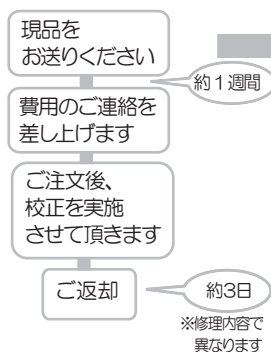 現品を
お送りください
約1週間
費用のご連絡を
差し上げます
ご注文後、
校正を実施
させて頂きます
ご返却
約3日
※修理内容で
異なります